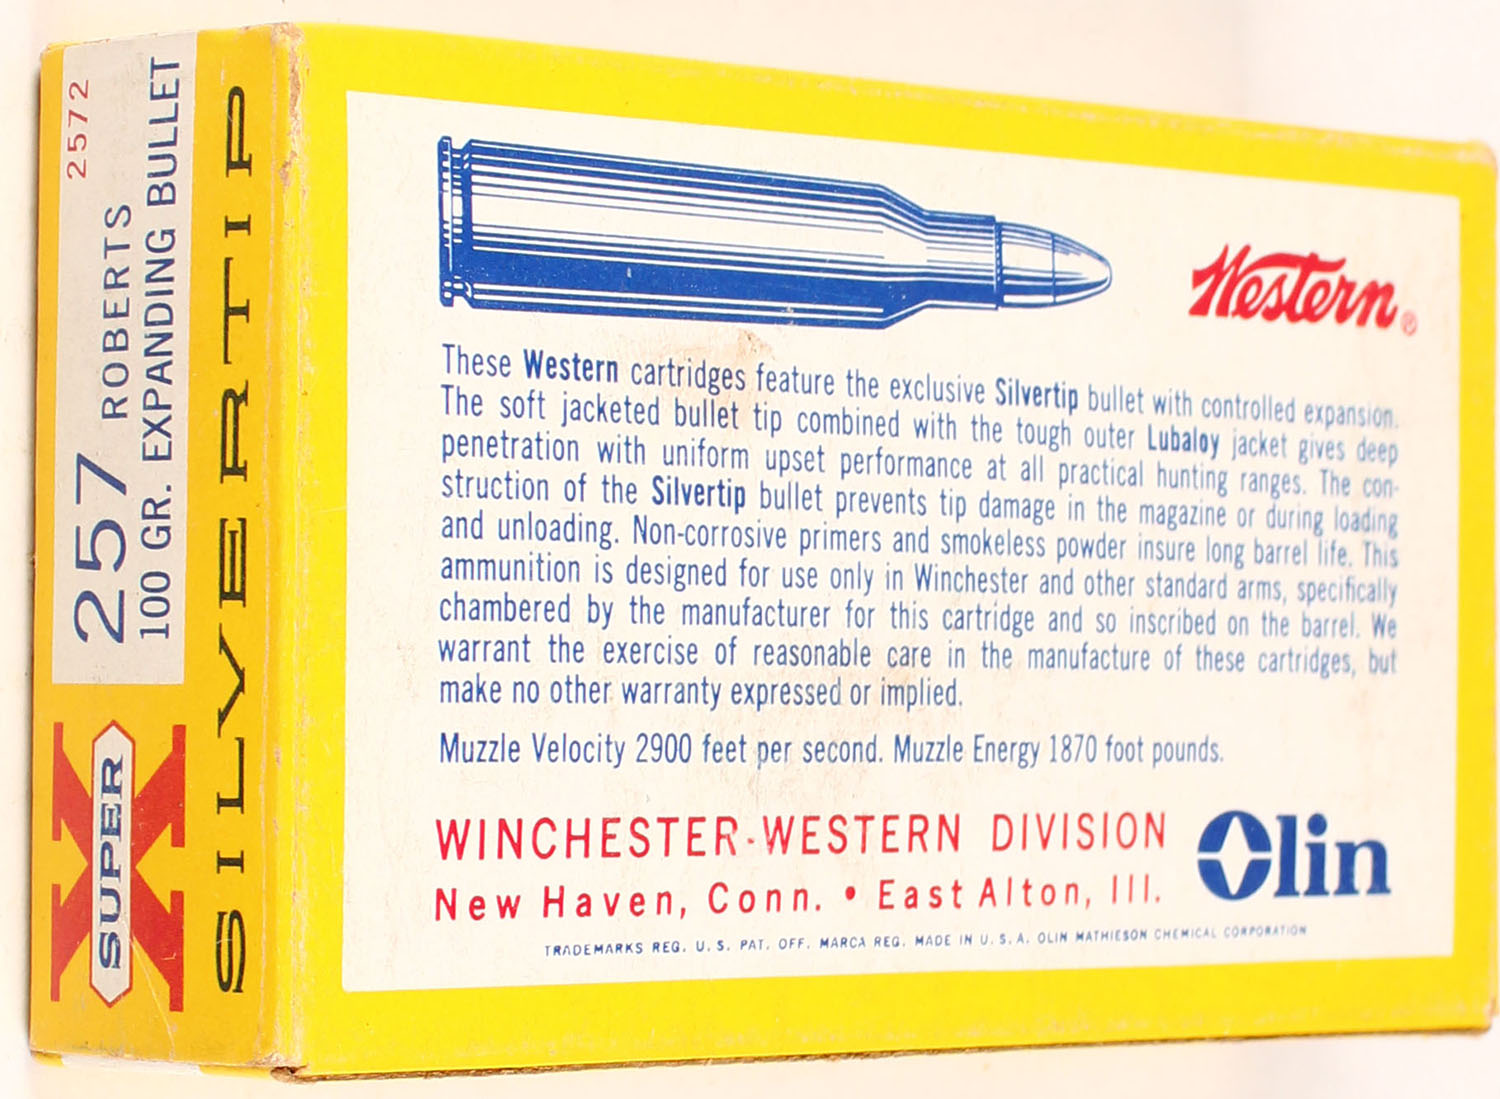 2572
257 ROBERTS
100 GR. EXPANDING BULLET
SUPER X
SILVERTIP
Western®
These Western cartridges feature the exclusive Silvertip bullet with controlled expansion.
The soft jacketed bullet tip combined with the tough outer Lubaloy jacket gives deep
penetration with uniform upset performance at all practical hunting ranges. The con-
struction of the Silvertip bullet prevents tip damage in the magazine or during loading
and unloading. Non-corrosive primers and smokeless powder insure long barrel life. This
ammunition is designed for use only in Winchester and other standard arms, specifically
chambered by the manufacturer for this cartridge and so inscribed on the barrel. We
warrant the exercise of reasonable care in the manufacture of these cartridges, but
make no other warranty expressed or implied.
Muzzle Velocity 2900 feet per second. Muzzle Energy 1870 foot pounds.
WINCHESTER-WESTERN DIVISION
New Haven, Conn. • East Alton, Ill.
Olin
TRADEMARKS REG. U. S. PAT. OFF. MARCA REG. MADE IN U. S. A. OLIN MATHIESON CHEMICAL CORPORATION